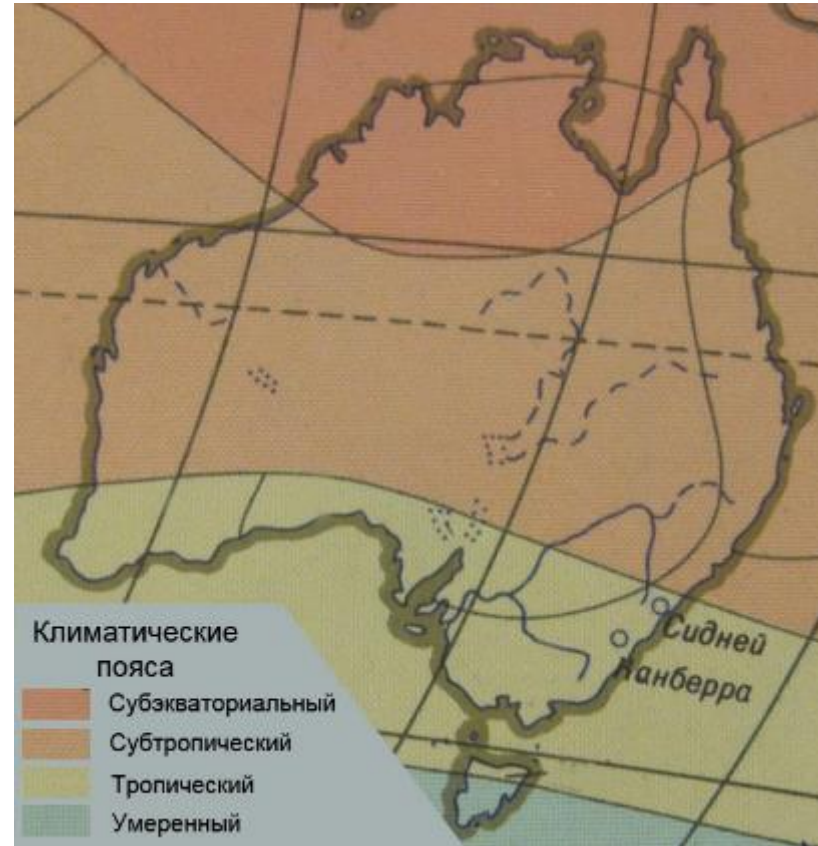 Сидней
Канберра
Климатические
пояса
Субэкваториальный
Субтропический
Тропический
Умеренный